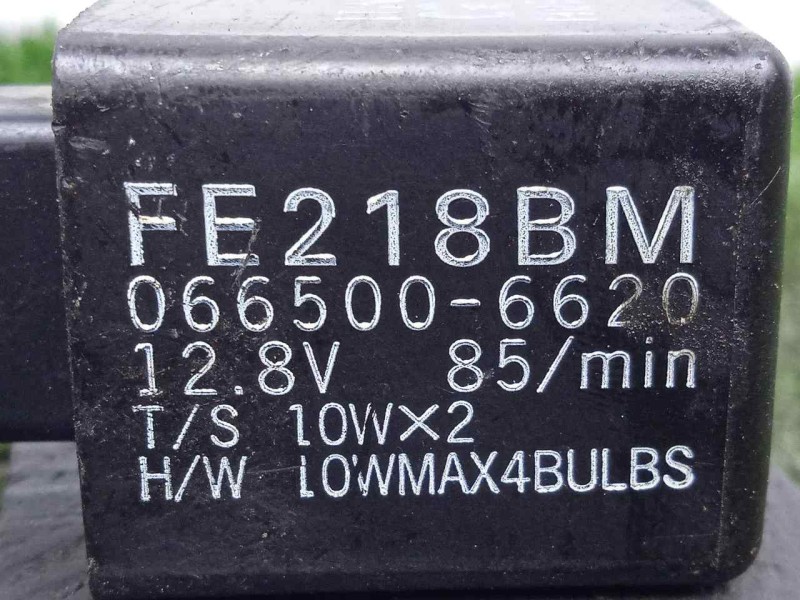 FE218BM
066500-6620
12.8V 85/min
T/S 10W×2
H/W 10WMAX4BULBS